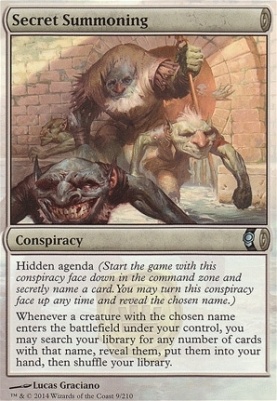 Secret Summoning
Conspiracy
Hidden agenda (Start the game with this
conspiracy face down in the command zone and
secretly name a card. You may turn this conspiracy
face up any time and reveal the chosen name.)
Whenever a creature with the chosen name
enters the battlefield under your control, you
may search your library for any number of cards
with that name, reveal them, put them into your
hand, then shuffle your library.
Lucas Graciano
™ & © 2014 Wizards of the Coast 9/210